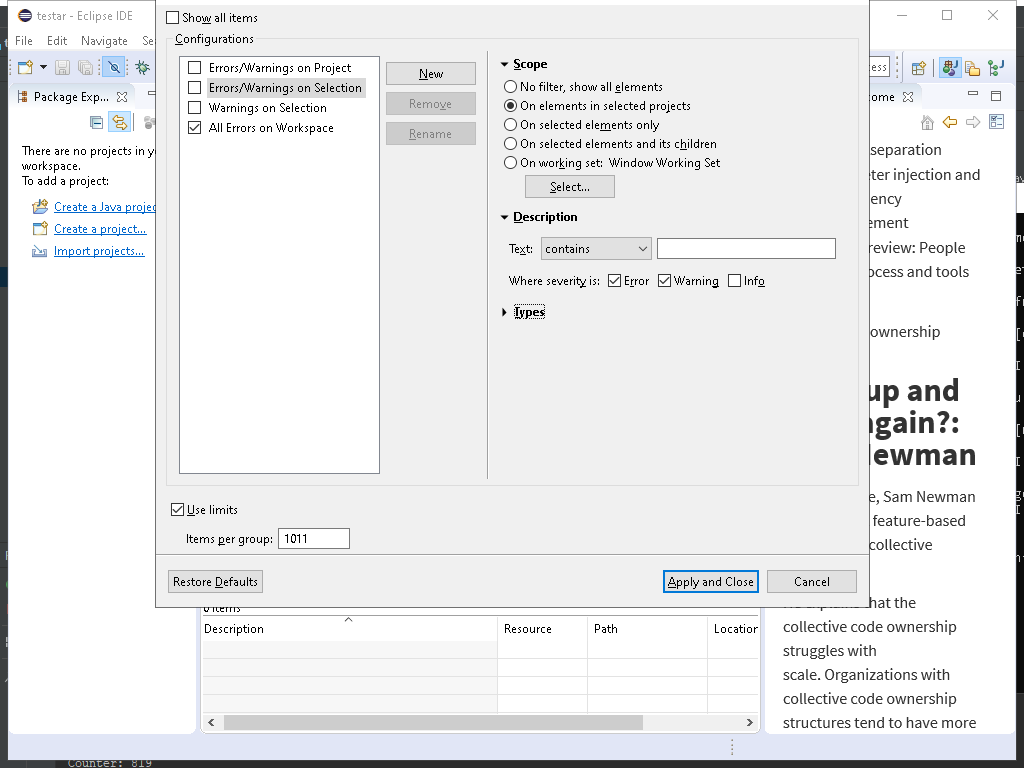 testar - Eclipse IDE
File Edit Navigate Se
Package Exp...
There are no projects in y
workspace.
To add a project:
Create a Java projec
Create a project...
Import projects...
Show all items
Configurations
Errors/Warnings on Project
Errors/Warnings on Selection
Warnings on Selection
All Errors on Workspace
New
Remove
Rename
Scope
No filter, show all elements
On elements in selected projects
On selected elements only
On selected elements and its children
On working set: Window Working Set
Select...
Description
Text: contains
Where severity is: Error Warning Info
Types
Use limits
Items per group: 1011
Restore Defaults
Apply and Close
Cancel
0 items
Description Resource Path Location
ess
ome
separation
eter injection and
ency
ement
review: People
ocess and tools
ownership
up and
again?:
Newman
e, Sam Newman
feature-based
collective
He explains that the
collective code ownership
struggles with
scale. Organizations with
collective code ownership
structures tend to have more
Counter: 819